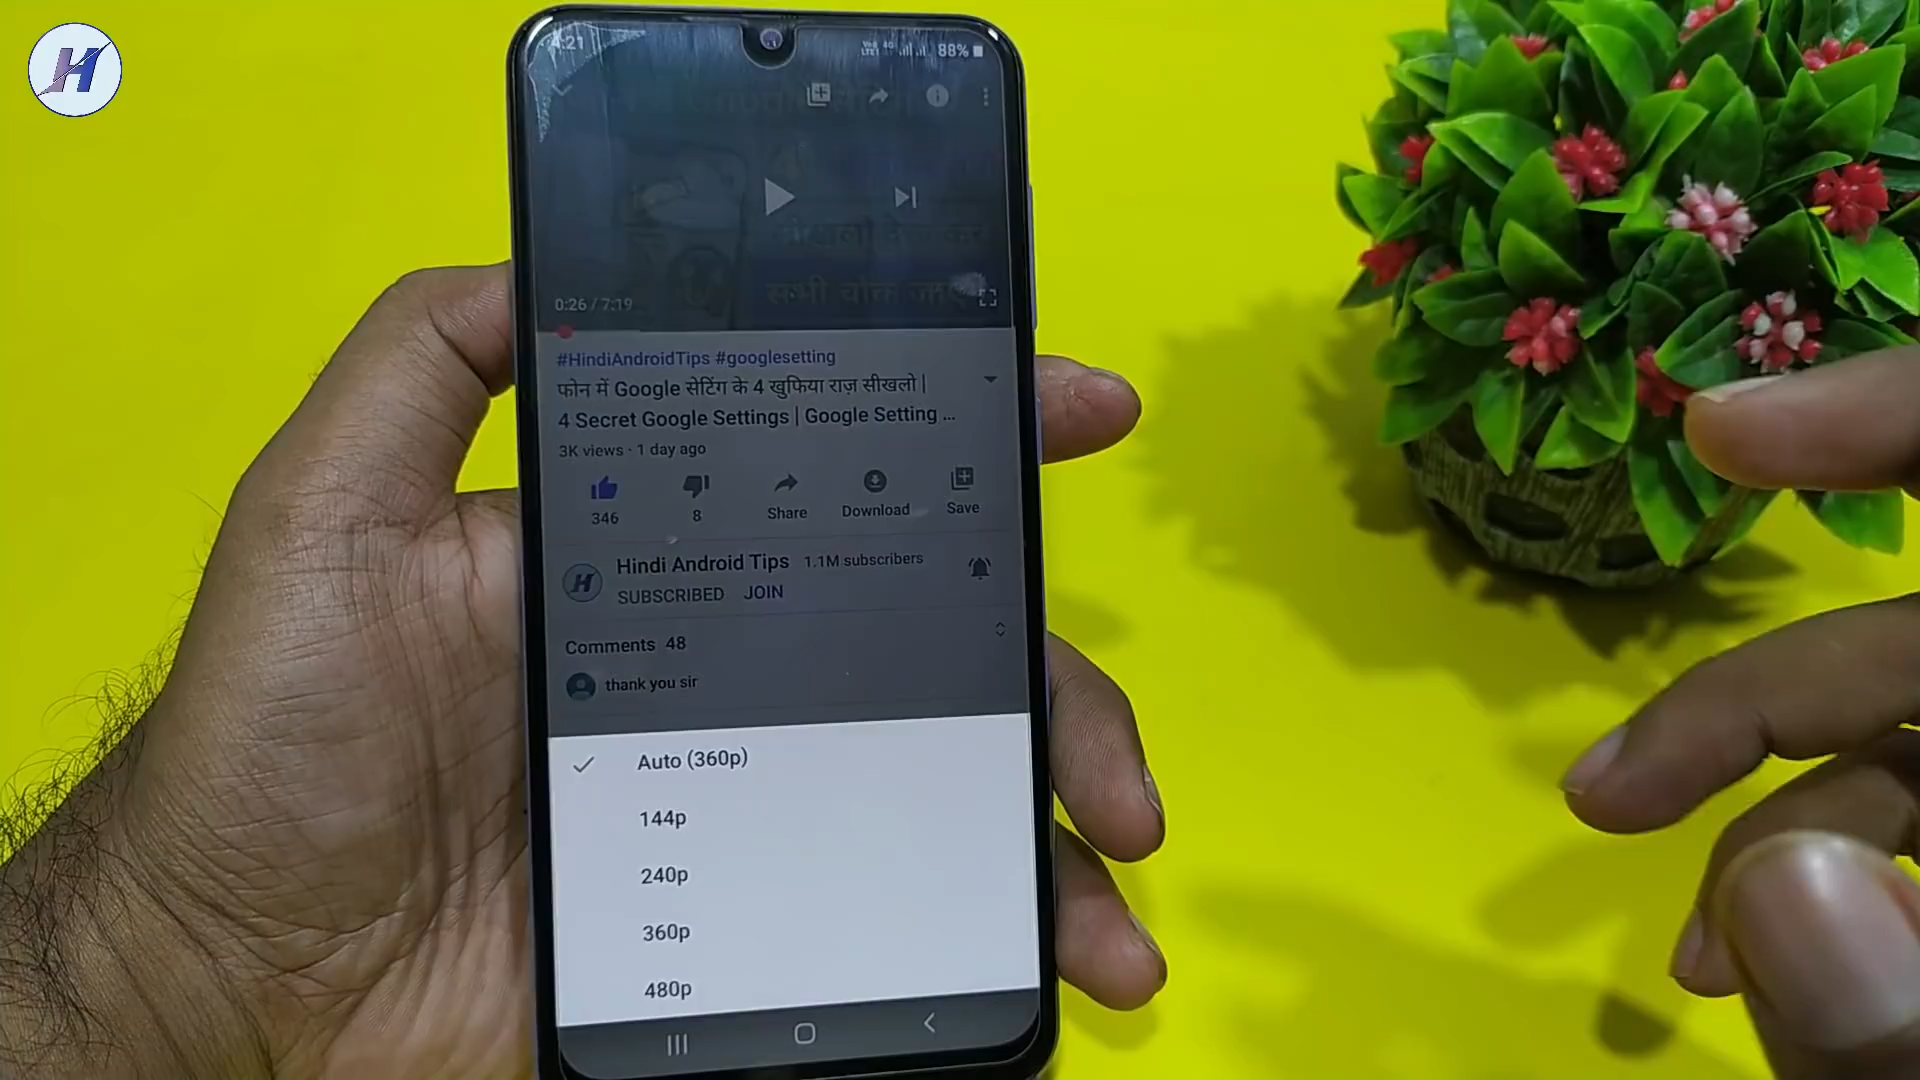 H
4:21
88%
सभी चौंक जाए
0:26 / 7:19
#HindiAndroidTips #googlesetting
फोन में Google सेटिंग के 4 खुफिया राज़ सीखलो |
4 Secret Google Settings | Google Setting ...
3K views · 1 day ago
346
8
Share
Download
Save
Hindi Android Tips 1.1M subscribers
H
SUBSCRIBED JOIN
Comments 48
thank you sir
Auto (360p)
144p
240p
360p
480p